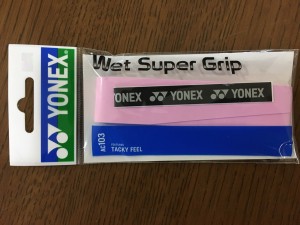 YONEX
Wet Super Grip
YONEX YONEX YONEX
AC103
TACKY FEEL